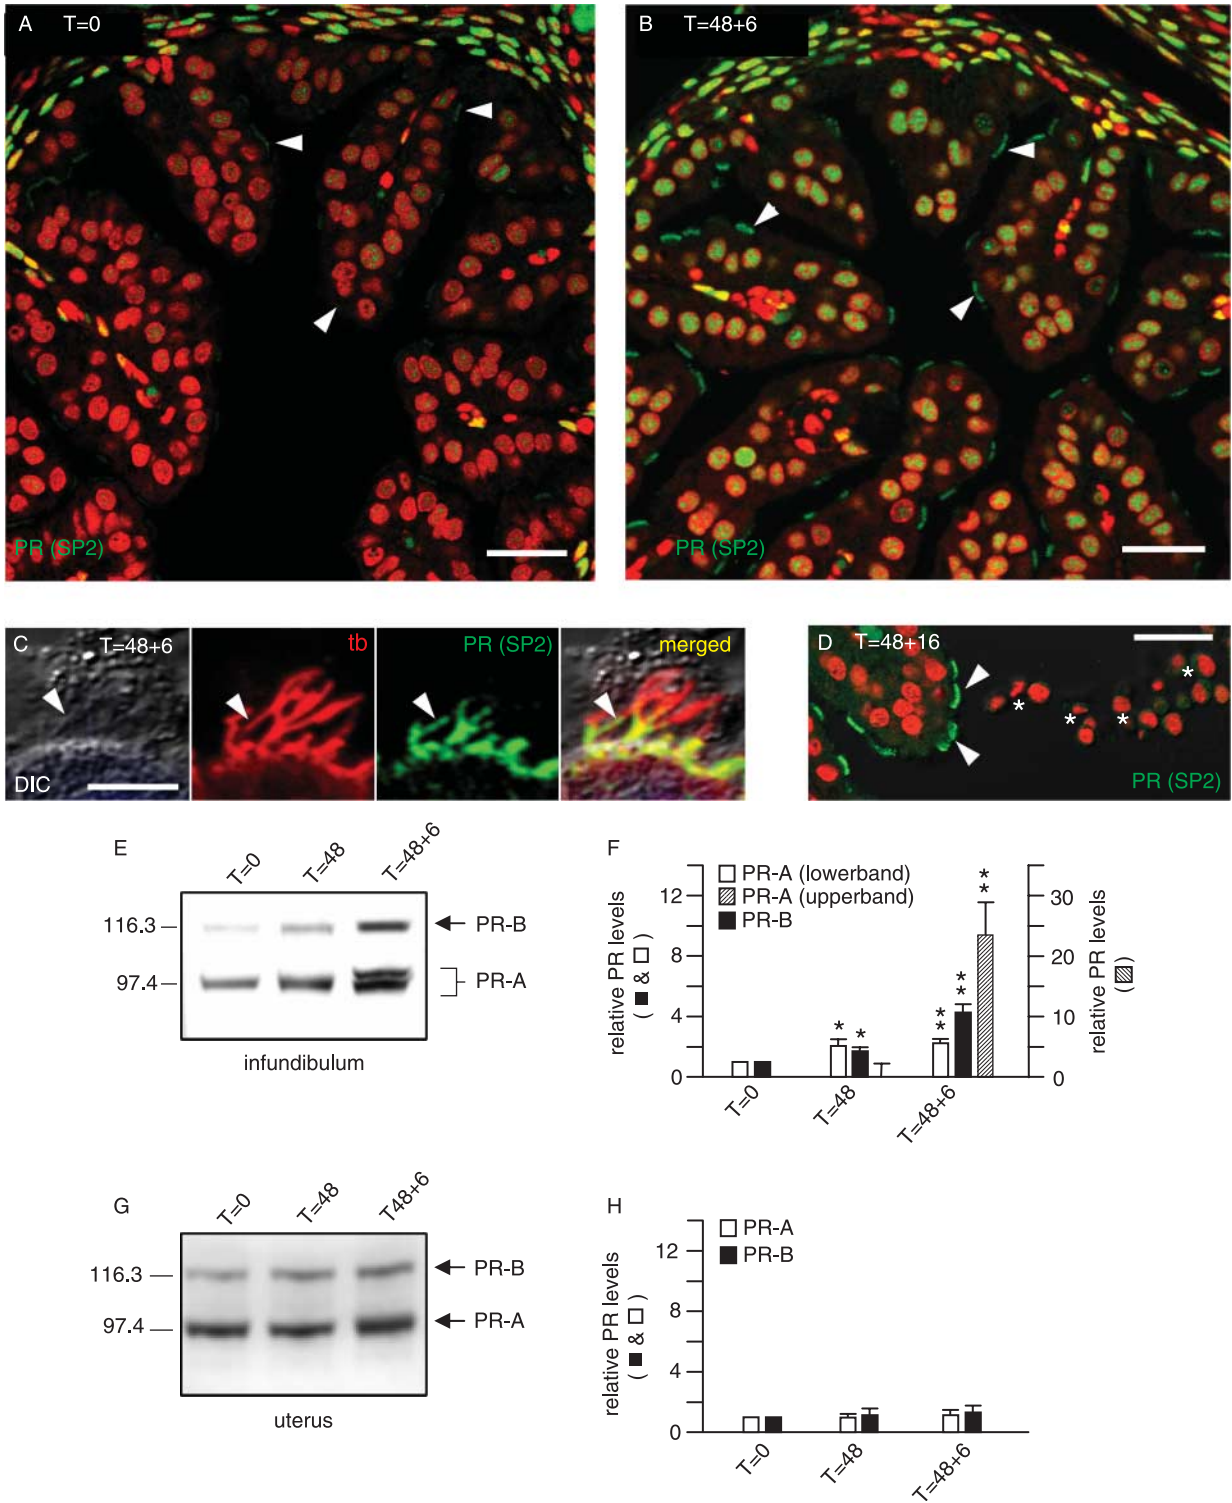 A T=0
PR (SP2)
B T=48+6
PR (SP2)
C T=48+6
DIC
tb
PR (SP2)
merged
D T=48+16
* * * *
PR (SP2)
E
T=0 T=48 T=48+6
116.3
97.4
PR-B
PR-A
infundibulum
F
PR-A (lowerband)
PR-A (upperband)
PR-B
relative PR levels
( ■ & □ )
12
8
4
0
* * ** ** **
30
20
10
0
relative PR levels
( ▨ )
T=0 T=48 T=48+6
G
T=0 T=48 T48+6
116.3
97.4
PR-B
PR-A
uterus
H
PR-A
PR-B
relative PR levels
( ■ & □ )
12
8
4
0
T=0 T=48 T=48+6